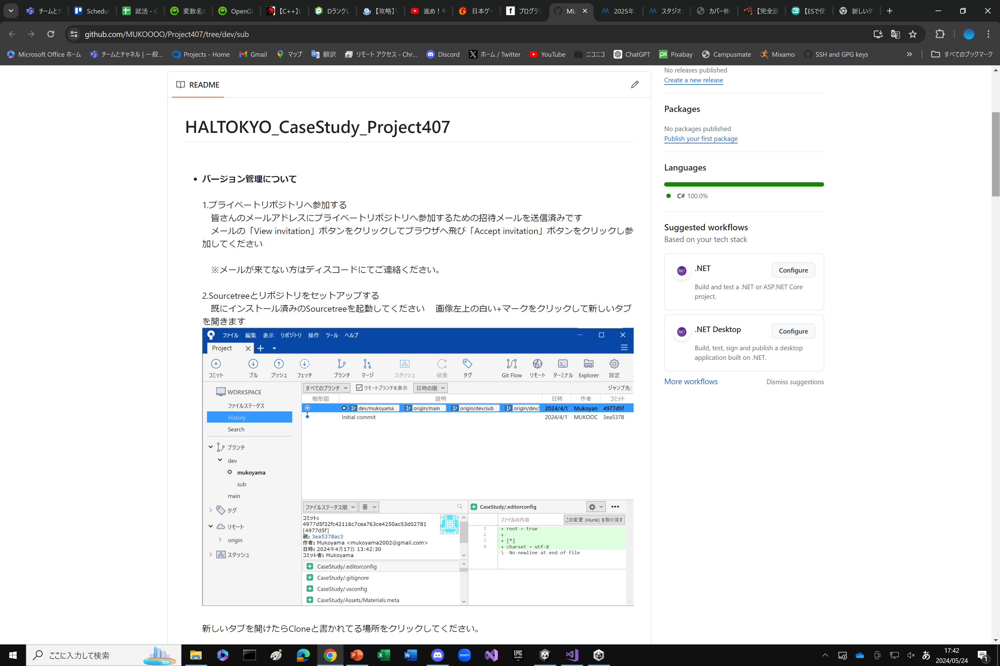 チームとチ
Schedul
就活 - G
変数名の
OpenGL
【C++】U
Dランクレ
【攻略】マ
進め！キ
日本ゲー
プログラマ
MU
2025年
スタジオ
カバー株
【完全版
【ESで使
新しいタ
github.com/MUKOOOO/Project407/tree/dev/sub
Microsoft Office ホーム
チームとチャネル | 一般...
Projects - Home
Gmail
マップ
翻訳
リモート アクセス - Chr...
Discord
ホーム / Twitter
YouTube
ニコニコ
ChatGPT
Pixabay
Campusmate
Mixamo
SSH and GPG keys
すべてのブックマーク
README
HALTOKYO_CaseStudy_Project407
バージョン管理について
1.プライベートリポジトリへ参加する
皆さんのメールアドレスにプライベートリポジトリへ参加するための招待メールを送信済みです
メールの「View invitation」ボタンをクリックしてブラウザへ飛び「Accept invitation」ボタンをクリックし参
加してください
※メールが来てない方はディスコードにてご連絡ください。
2.Sourcetreeとリポジトリをセットアップする
既にインストール済みのSourcetreeを起動してください　画像左上の白い+マークをクリックして新しいタブ
を開きます
ファイル 編集 表示 リポジトリ 操作 ツール ヘルプ
Project
コミット プル プッシュ フェッチ ブランチ マージ スタッシュ 破棄 タグ Git Flow リモート ターミナル Explorer 設定
WORKSPACE
ファイルステータス
History
Search
ブランチ
dev
mukoyama
sub
main
タグ
リモート
origin
スタッシュ
すべてのブランチ リモートブランチを表示 日時の順 ジャンプ先:
樹形図 説明 日時 作者 コミット
dev/mukoyama origin/main origin/dev/sub origin/dev/ 2024/4/1 Mukoyan 4977d5f
Initial commit 2024/4/1 MUKOOC 3ea5378
ファイルステータス順
コミット:
4977d5f32fc42116c7cea763ce4250ac53d02781
[4977d5f]
親: 3ea5378ac3
作者: Mukoyama <mukoyama2002@gmail.com>
日時: 2024年4月17日 13:42:30
コミット者: Mukoyama
CaseStudy/.editorconfig
CaseStudy/.gitignore
CaseStudy/.vsconfig
CaseStudy/Assets/Materials.meta
CaseStudy/.editorconfig
ファイルの内容 この変更 (Hunk) を取り消す
1 + root = true
2 +
3 + [*]
4 + charset = utf-8
\ No newline at end of file
新しいタブを開けたらCloneと書かれてる場所をクリックしてください。
No releases published
Create a new release
Packages
No packages published
Publish your first package
Languages
C# 100.0%
Suggested workflows
Based on your tech stack
.NET
.NET
Configure
Build and test a .NET or ASP.NET Core
project.
.NET
.NET Desktop
Configure
Build, test, sign and publish a desktop
application built on .NET.
More workflows
Dismiss suggestions
ここに入力して検索
zoom
EPIC
GAMES
あ
17:42
2024/05/24
1